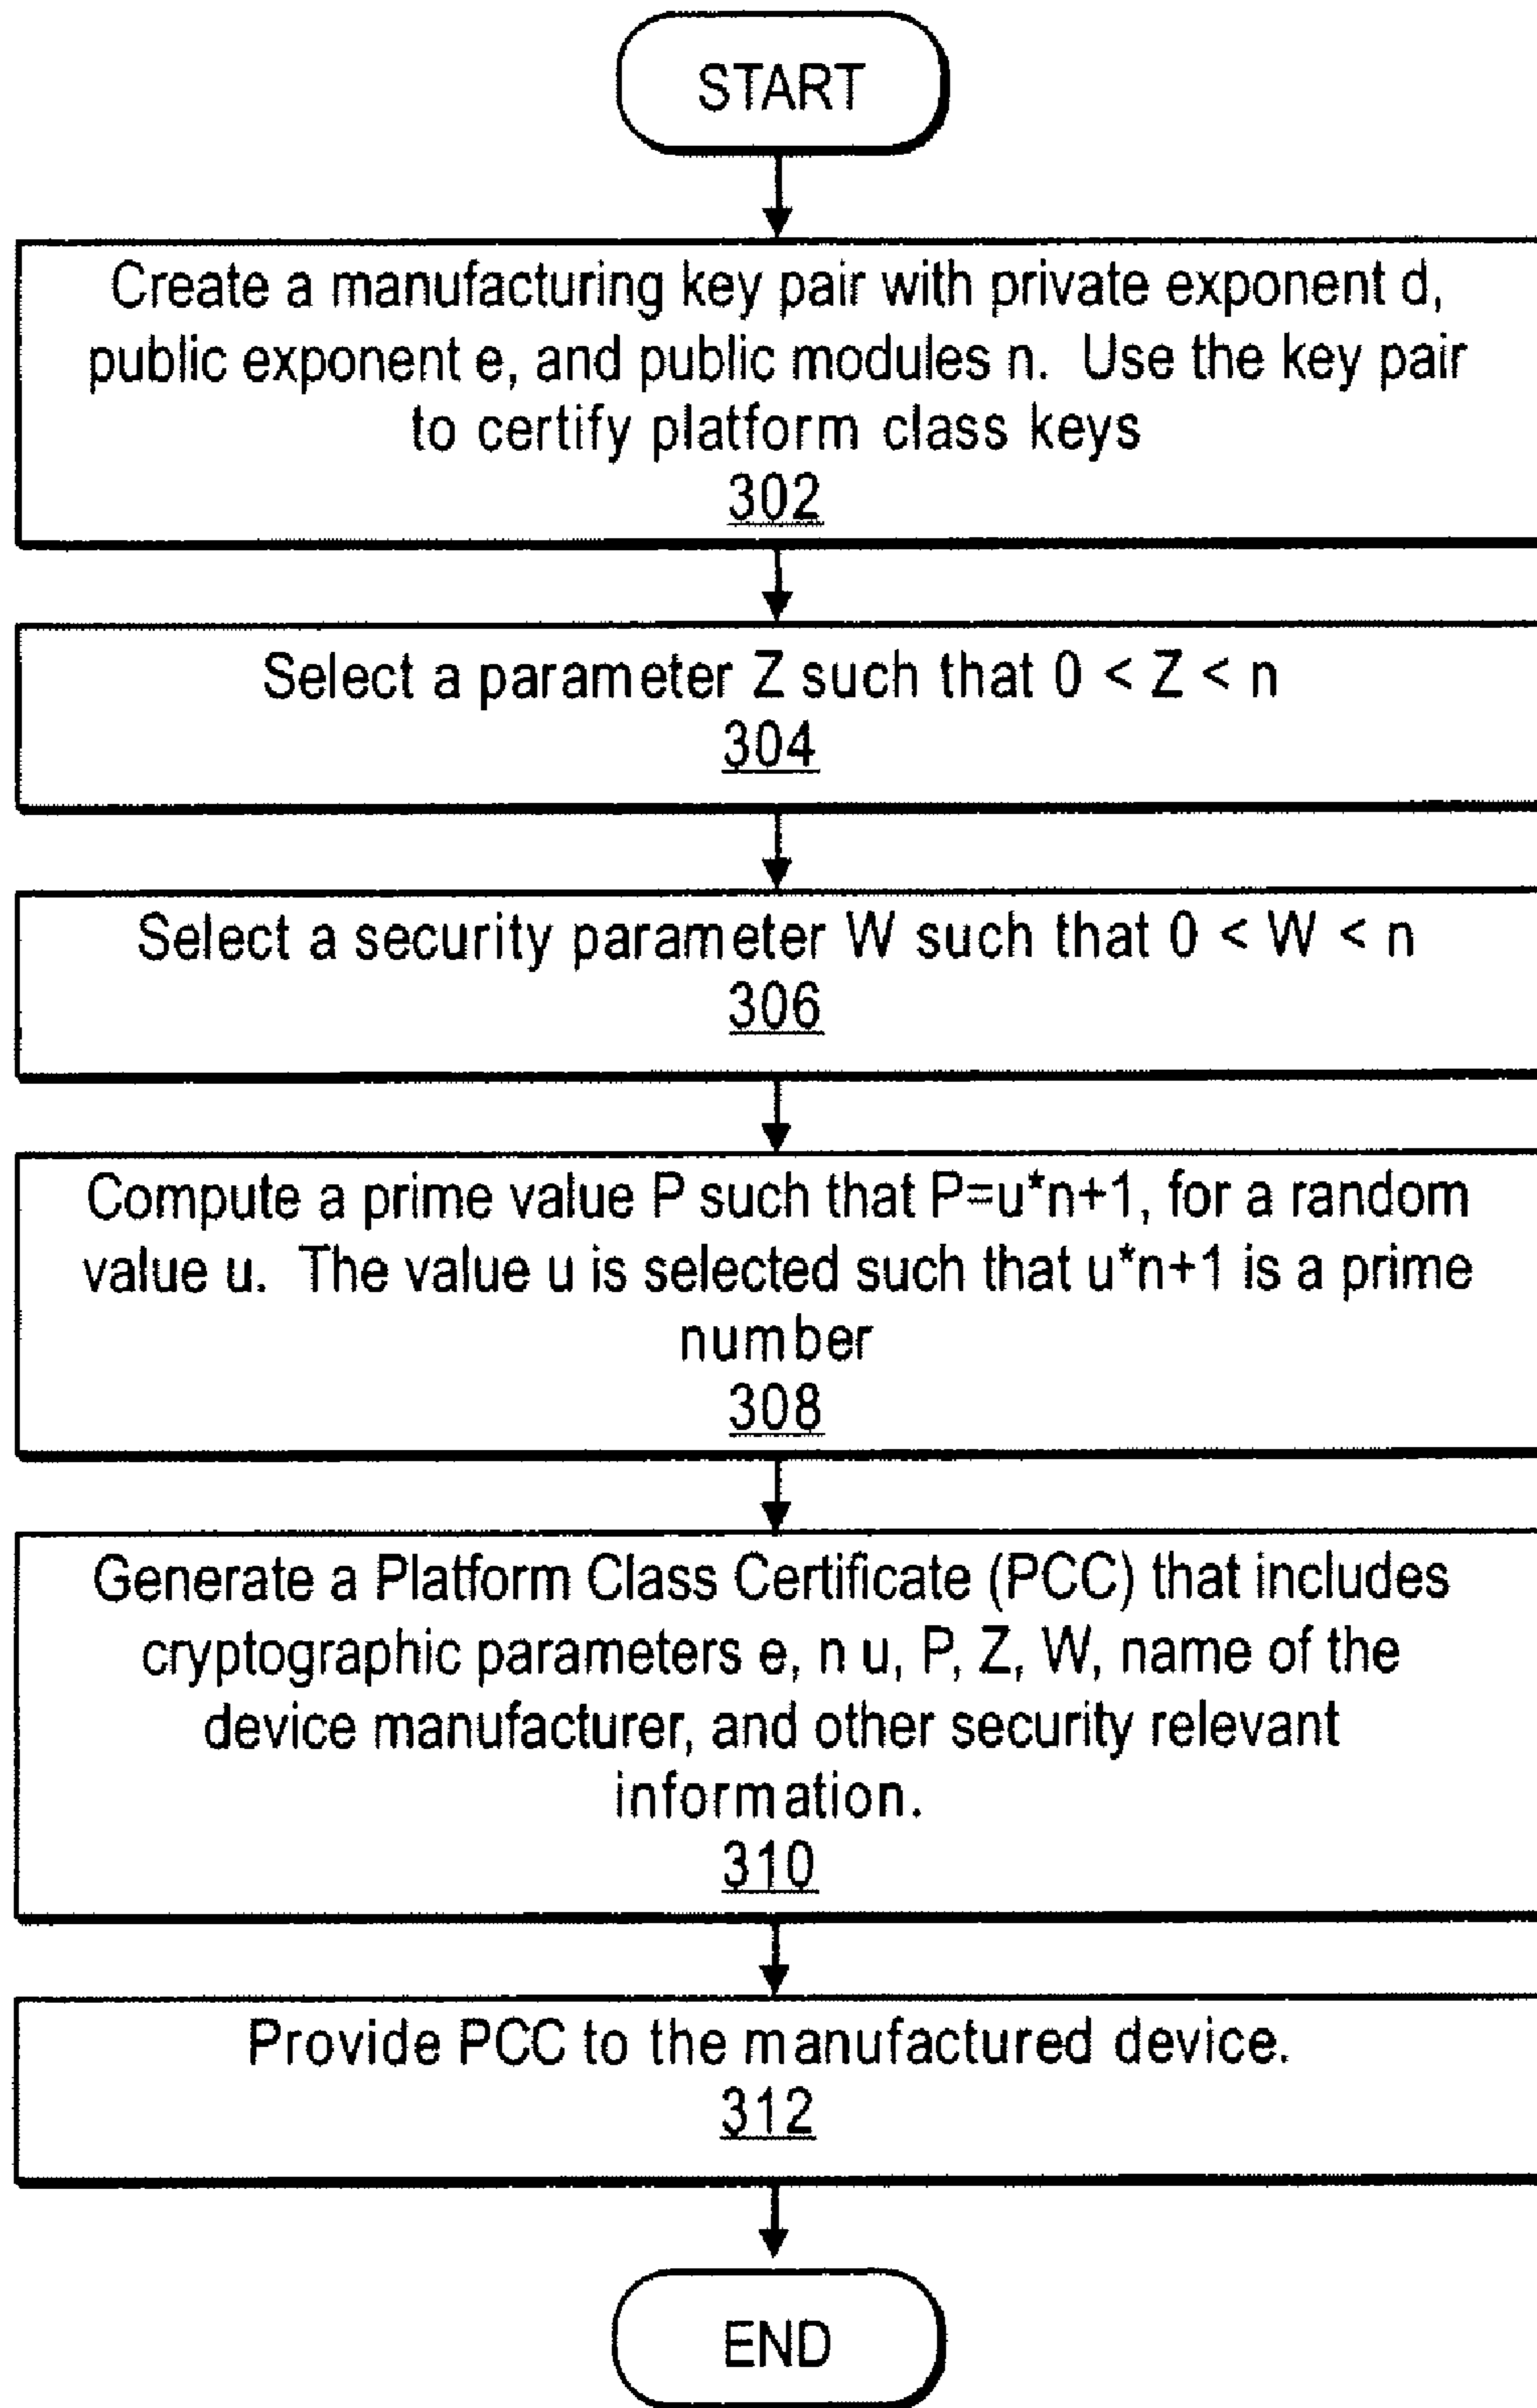 START
Create a manufacturing key pair with private exponent d,
public exponent e, and public modules n. Use the key pair
to certify platform class keys
302
Select a parameter Z such that 0 < Z < n
304
Select a security parameter W such that 0 < W < n
306
Compute a prime value P such that P=u*n+1, for a random
value u. The value u is selected such that u*n+1 is a prime
number
308
Generate a Platform Class Certificate (PCC) that includes
cryptographic parameters e, n u, P, Z, W, name of the
device manufacturer, and other security relevant
information.
310
Provide PCC to the manufactured device.
312
END